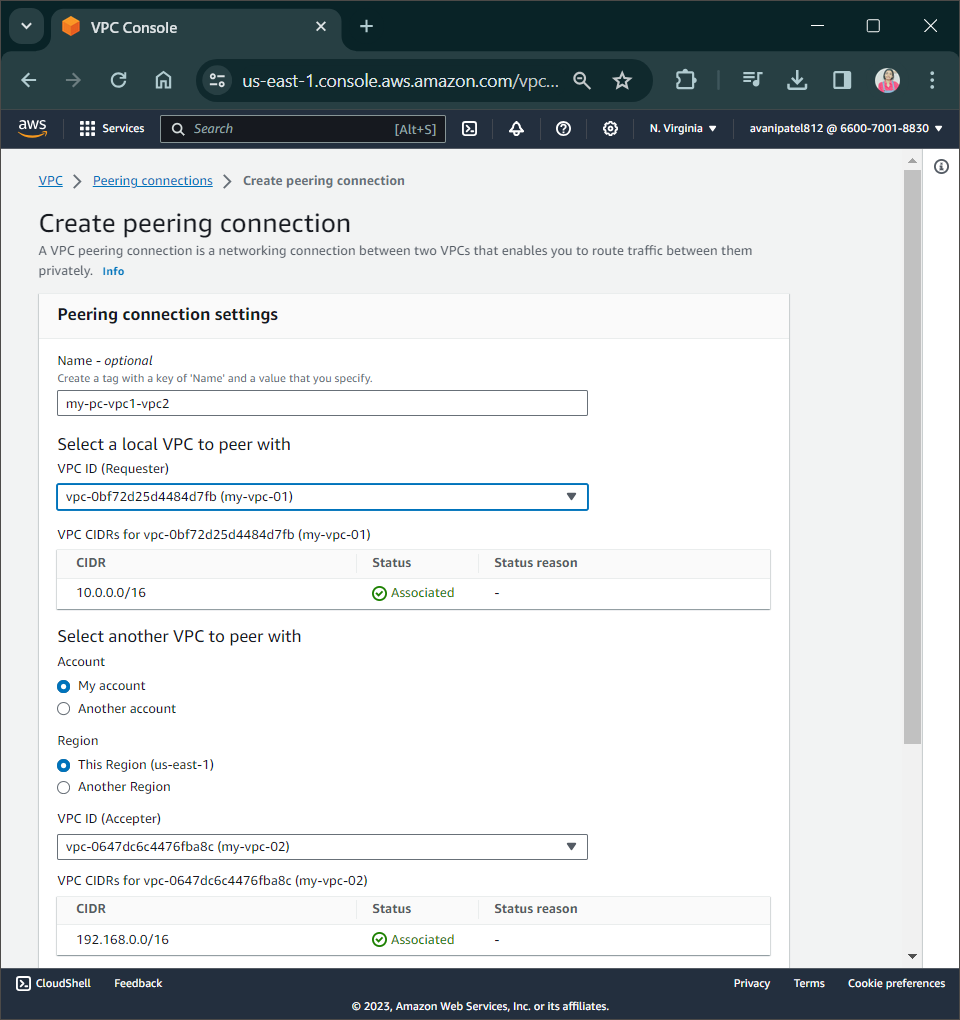 VPC Console
us-east-1.console.aws.amazon.com/vpc...
aws
Services
Search
[Alt+S]
N. Virginia
avanipatel812 @ 6600-7001-8830
VPC
Peering connections
Create peering connection
Create peering connection
A VPC peering connection is a networking connection between two VPCs that enables you to route traffic between them
privately. Info
Peering connection settings
Name - optional
Create a tag with a key of 'Name' and a value that you specify.
my-pc-vpc1-vpc2
Select a local VPC to peer with
VPC ID (Requester)
vpc-0bf72d25d4484d7fb (my-vpc-01)
VPC CIDRs for vpc-0bf72d25d4484d7fb (my-vpc-01)
CIDR Status Status reason
10.0.0.0/16 Associated -
Select another VPC to peer with
Account
My account
Another account
Region
This Region (us-east-1)
Another Region
VPC ID (Accepter)
vpc-0647dc6c4476fba8c (my-vpc-02)
VPC CIDRs for vpc-0647dc6c4476fba8c (my-vpc-02)
CIDR Status Status reason
192.168.0.0/16 Associated -
CloudShell Feedback Privacy Terms Cookie preferences
© 2023, Amazon Web Services, Inc. or its affiliates.